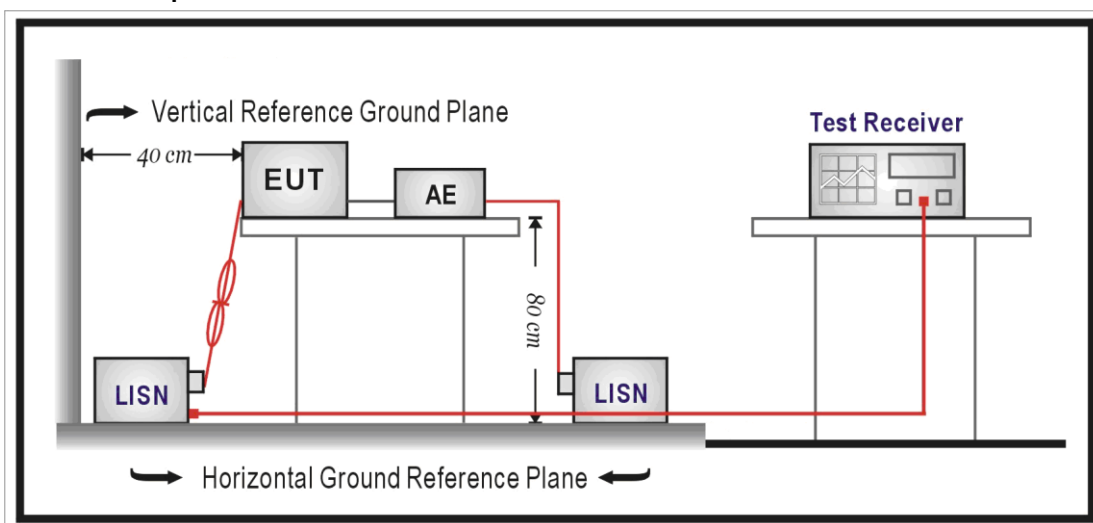 Vertical Reference Ground Plane
Test Receiver
40 cm
EUT
AE
80 cm
LISN
LISN
Horizontal Ground Reference Plane